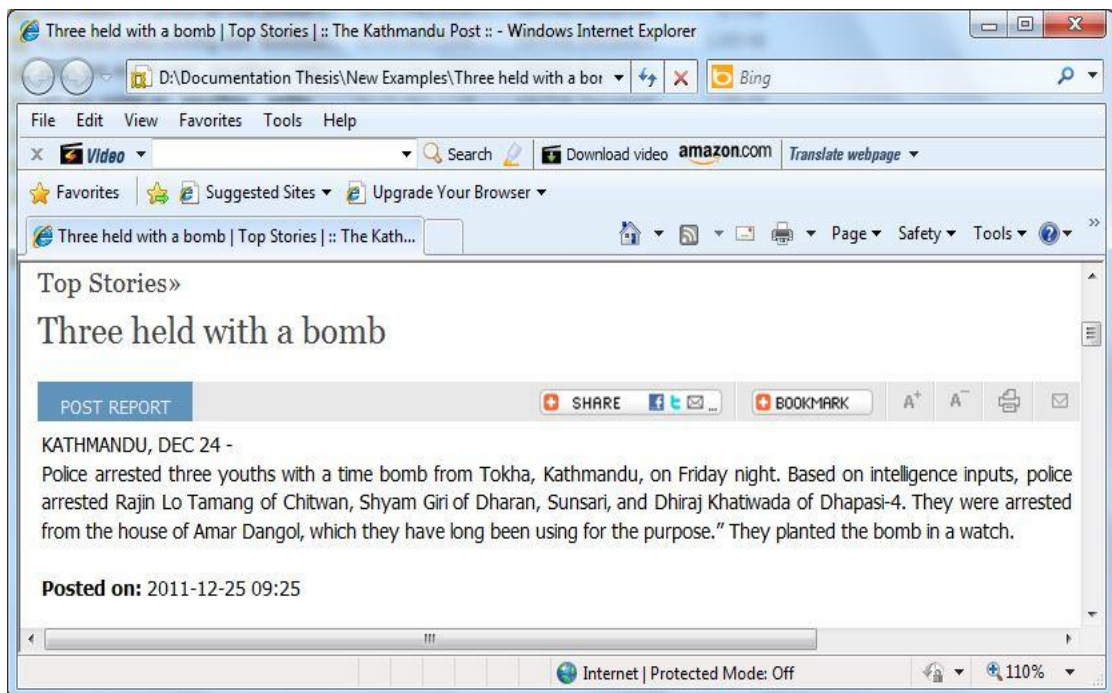 Three held with a bomb | Top Stories | :: The Kathmandu Post :: - Windows Internet Explorer
D:\Documentation Thesis\New Examples\Three held with a bor
Bing
File Edit View Favorites Tools Help
x Video Search Download video amazon.com Translate webpage
Favorites Suggested Sites Upgrade Your Browser
Three held with a bomb | Top Stories | :: The Kath... Page Safety Tools »
Top Stories»
Three held with a bomb
POST REPORT SHARE ... BOOKMARK A+ A-
KATHMANDU, DEC 24 -
Police arrested three youths with a time bomb from Tokha, Kathmandu, on Friday night. Based on intelligence inputs, police
arrested Rajin Lo Tamang of Chitwan, Shyam Giri of Dharan, Sunsari, and Dhiraj Khatiwada of Dhapasi-4. They were arrested
from the house of Amar Dangol, which they have long been using for the purpose.” They planted the bomb in a watch.
Posted on: 2011-12-25 09:25
Internet | Protected Mode: Off 110%